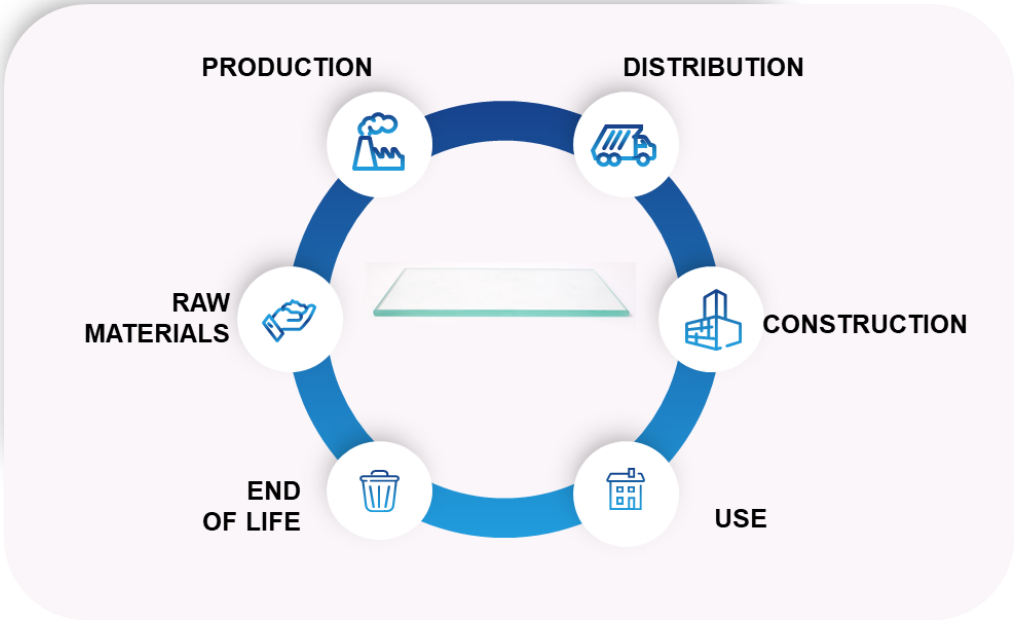 PRODUCTION
DISTRIBUTION
RAW
MATERIALS
CONSTRUCTION
END
OF LIFE
USE